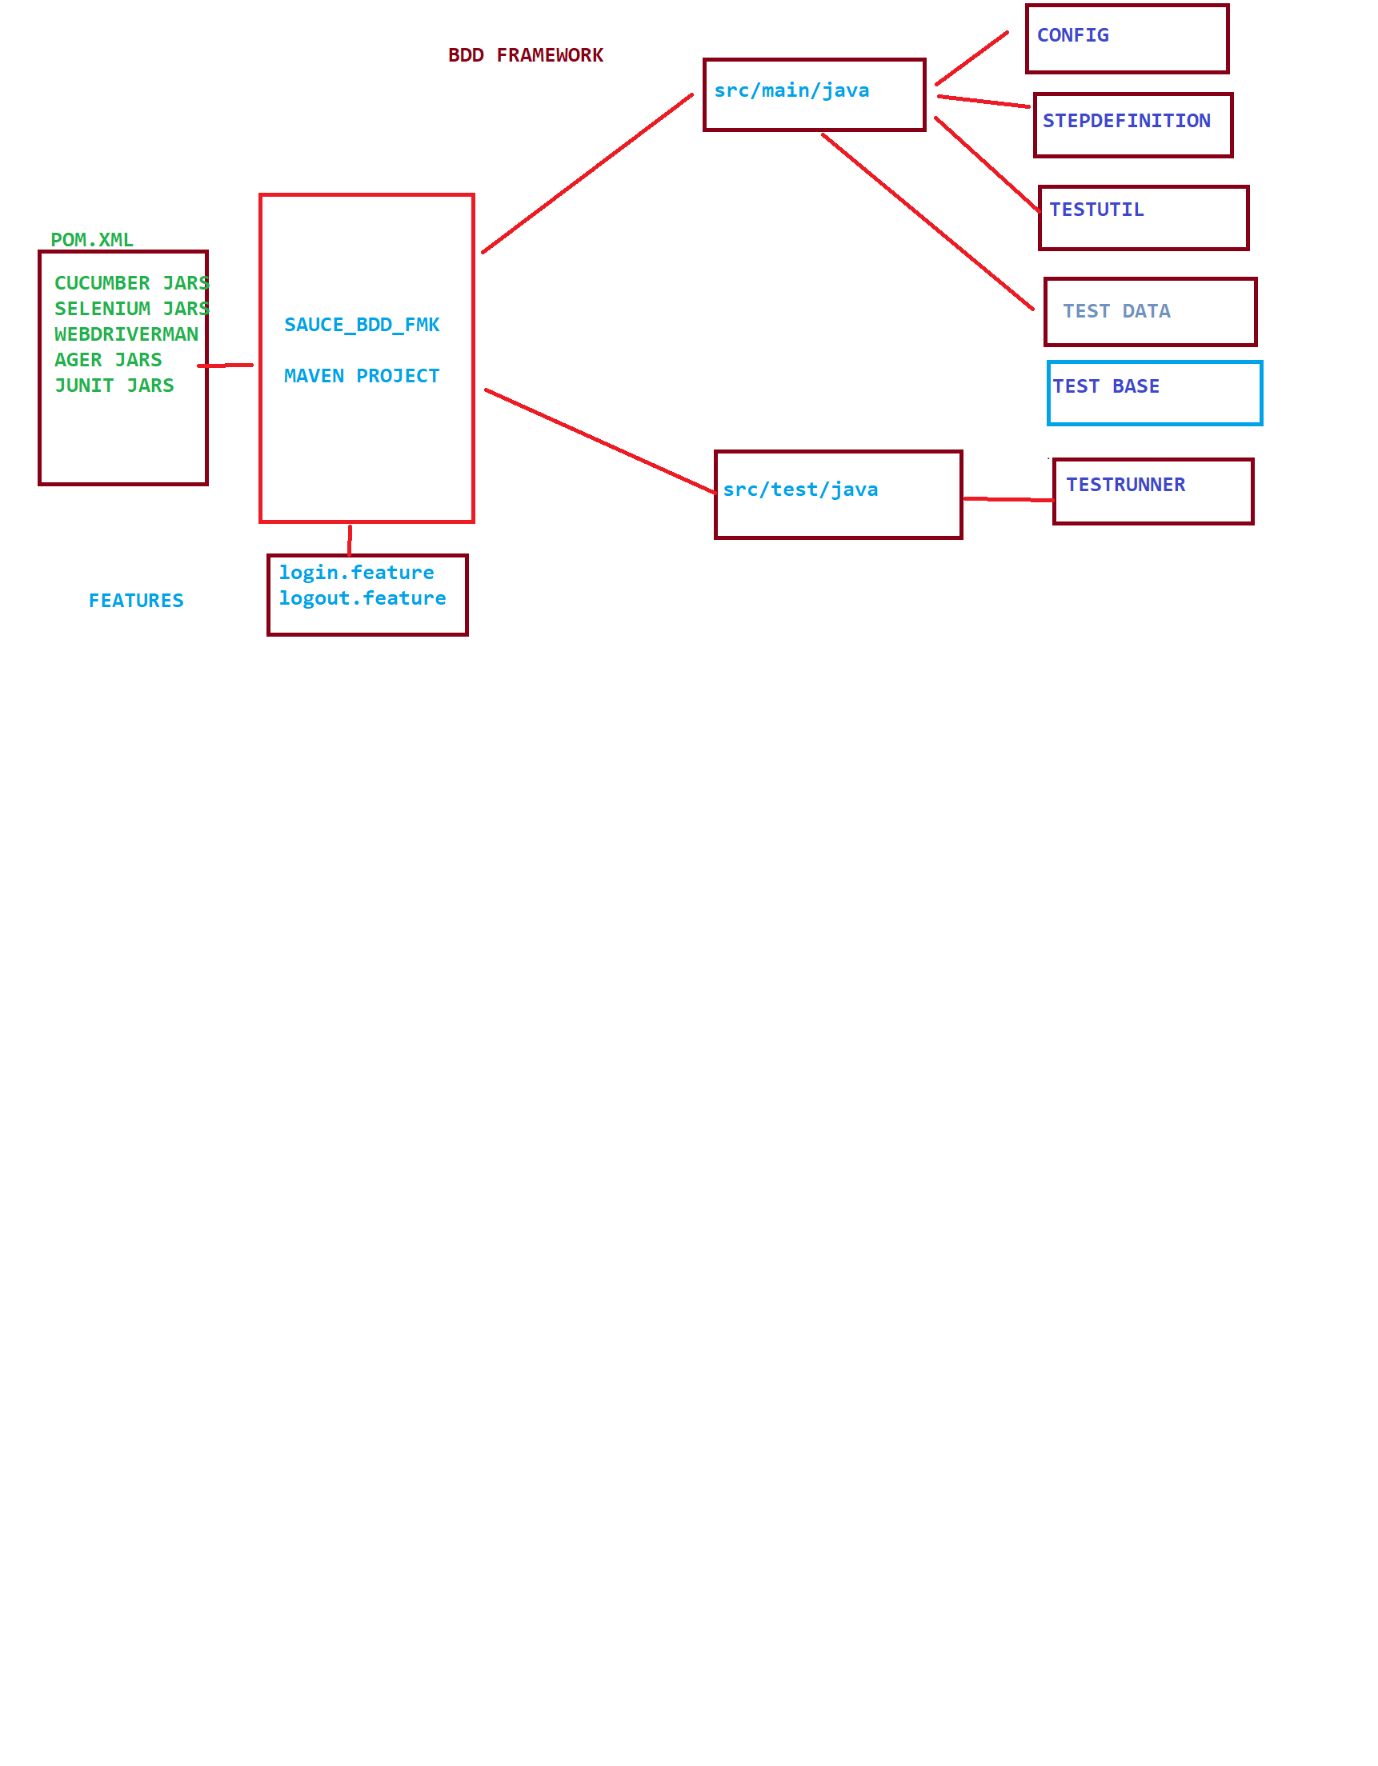 BDD FRAMEWORK
POM.XML
CUCUMBER JARS
SELENIUM JARS
WEBDRIVERMAN
AGER JARS
JUNIT JARS
SAUCE_BDD_FMK
MAVEN PROJECT
FEATURES
login.feature
logout.feature
src/main/java
CONFIG
STEPDEFINITION
TESTUTIL
TEST DATA
TEST BASE
src/test/java
TESTRUNNER